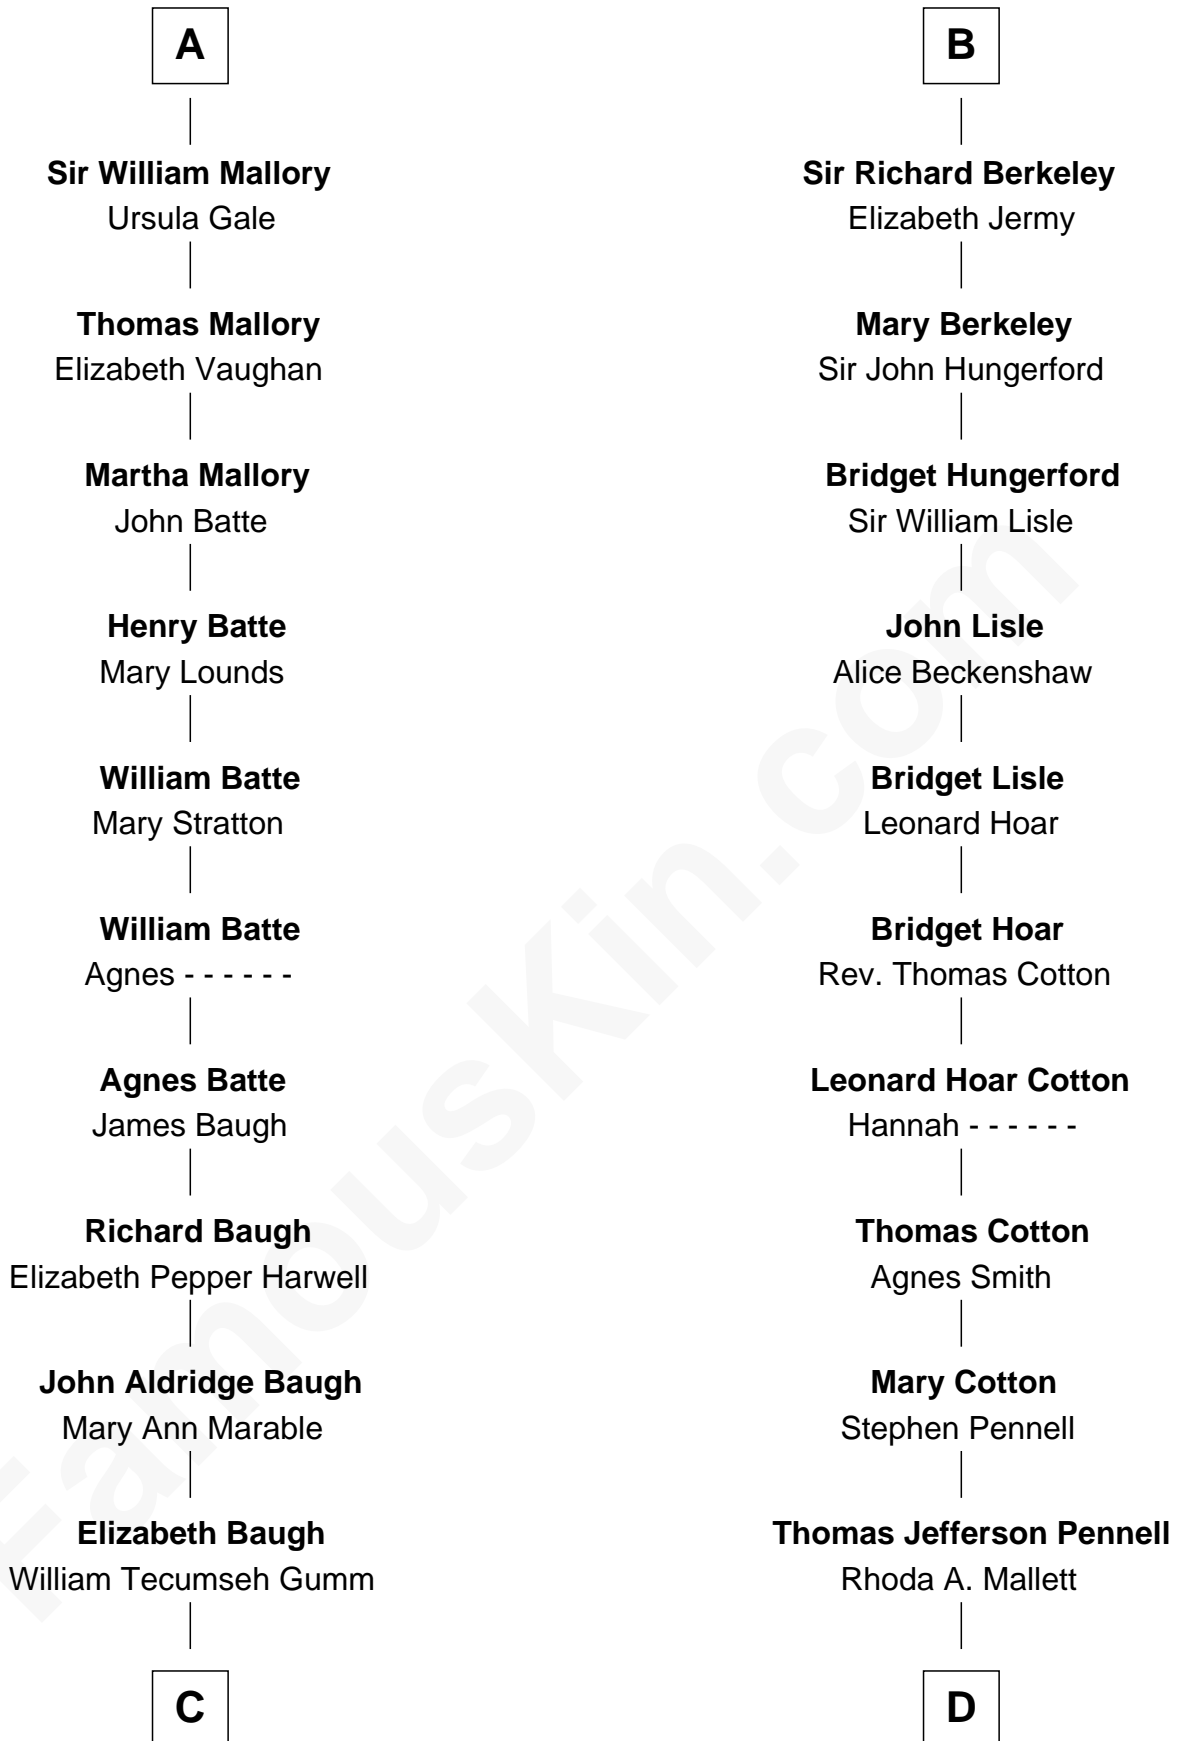 A
Sir William Mallory
Ursula Gale
Thomas Mallory
Elizabeth Vaughan
Martha Mallory
John Batte
Henry Batte
Mary Lounds
William Batte
Mary Stratton
William Batte
Agnes - - - - - -
Agnes Batte
James Baugh
Richard Baugh
Elizabeth Pepper Harwell
John Aldridge Baugh
Mary Ann Marable
Elizabeth Baugh
William Tecumseh Gumm
C
B
Sir Richard Berkeley
Elizabeth Jermy
Mary Berkeley
Sir John Hungerford
Bridget Hungerford
Sir William Lisle
John Lisle
Alice Beckenshaw
Bridget Lisle
Leonard Hoar
Bridget Hoar
Rev. Thomas Cotton
Leonard Hoar Cotton
Hannah - - - - - -
Thomas Cotton
Agnes Smith
Mary Cotton
Stephen Pennell
Thomas Jefferson Pennell
Rhoda A. Mallett
D
FamousKin.com